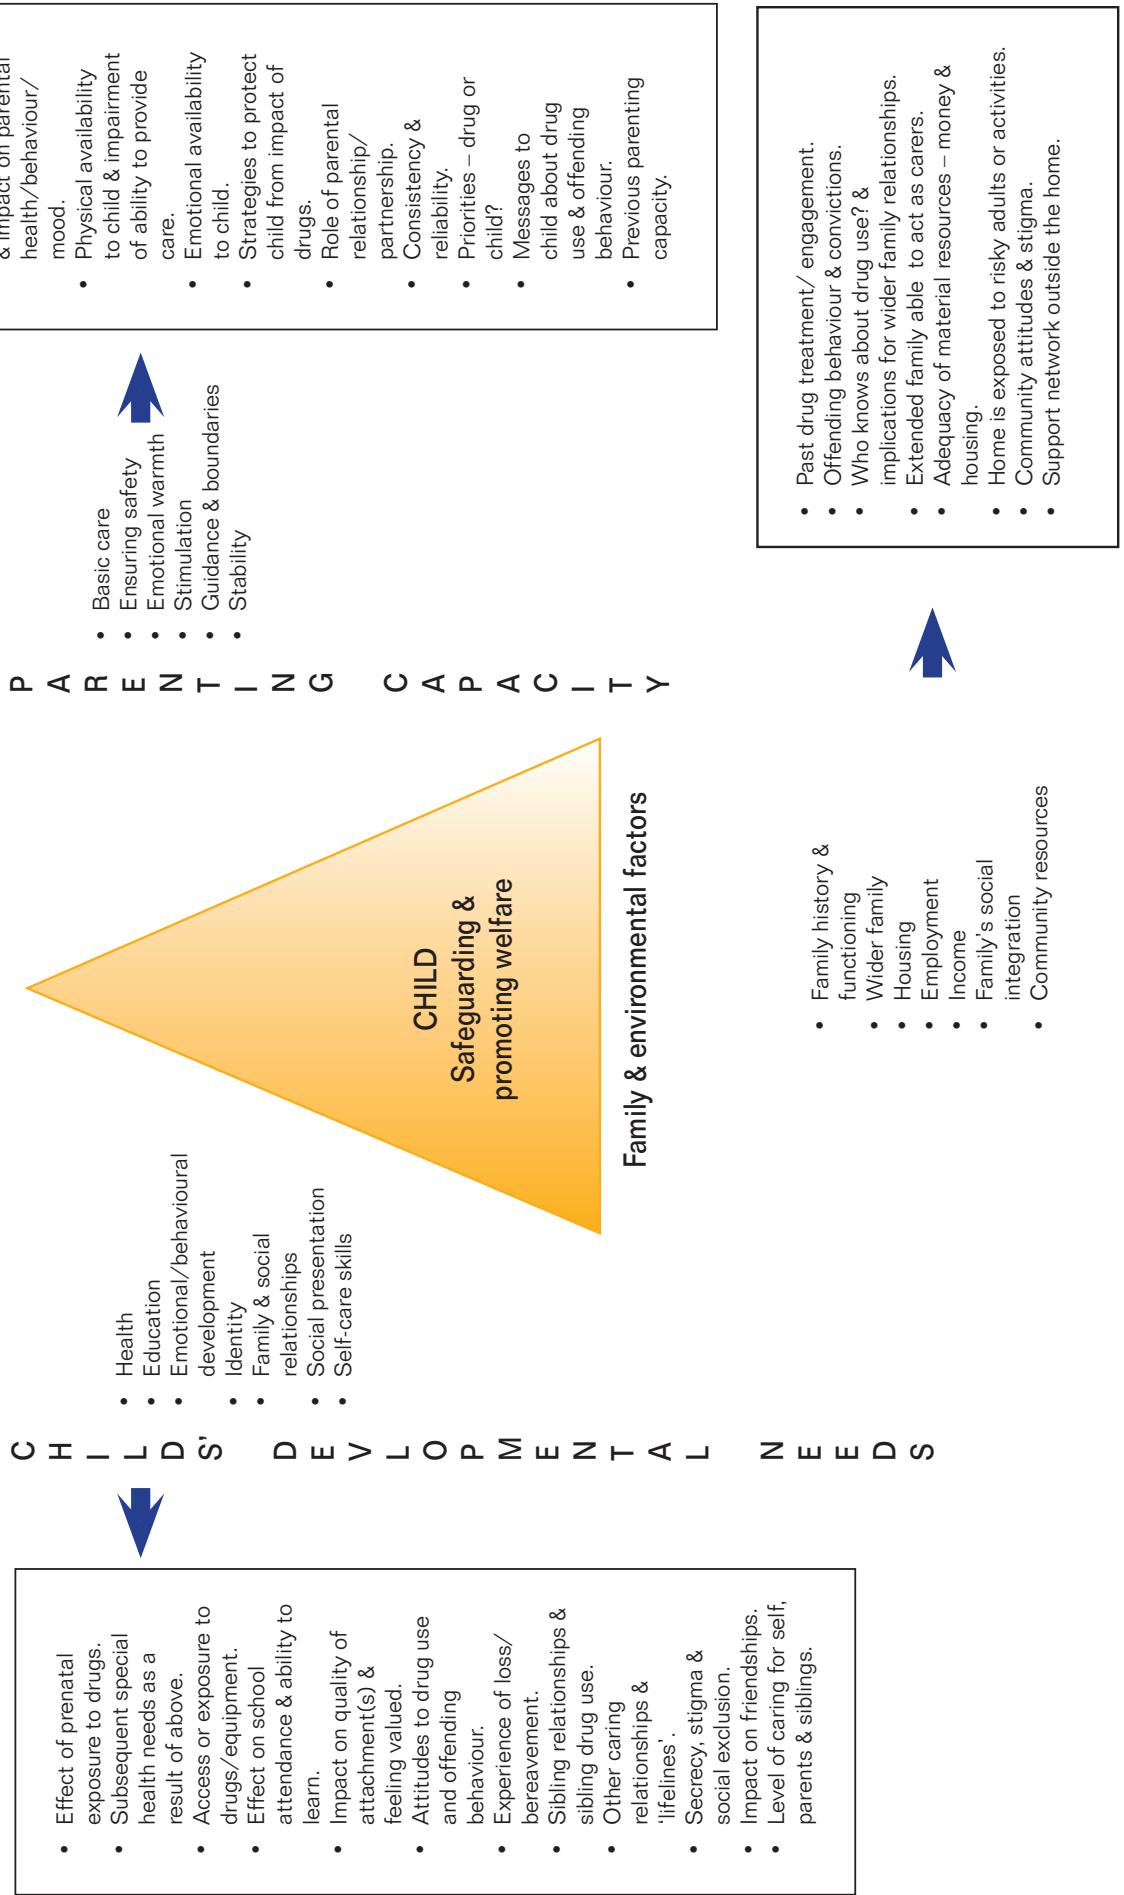 • Effect of prenatal
exposure to drugs.
• Subsequent special
health needs as a
result of above.
• Access or exposure to
drugs/equipment.
• Effect on school
attendance & ability to
learn.
• Impact on quality of
attachment(s) &
feeling valued.
• Attitudes to drug use
and offending
behaviour.
• Experience of loss/
bereavement.
• Sibling relationships &
sibling drug use.
• Other caring
relationships &
'lifelines'.
• Secrecy, stigma &
social exclusion.
• Impact on friendships.
• Level of caring for self,
parents & siblings.
CHILDS' DEVLOPMENTAL NEEDS
• Health
• Education
• Emotional/behavioural
development
• Identity
• Family & social
relationships
• Social presentation
• Self-care skills
CHILD
Safeguarding &
promoting welfare
Family & environmental factors
PARENTING CAPACITY
• Basic care
• Ensuring safety
• Emotional warmth
• Stimulation
• Guidance & boundaries
• Stability
& impact on parental
health/behaviour/
mood.
• Physical availability
to child & impairment
of ability to provide
care.
• Emotional availability
to child.
• Strategies to protect
child from impact of
drugs.
• Role of parental
relationship/
partnership.
• Consistency &
reliability.
• Priorities – drug or
child?
• Messages to
child about drug
use & offending
behaviour.
• Previous parenting
capacity.
• Family history &
functioning
• Wider family
• Housing
• Employment
• Income
• Family's social
integration
• Community resources
• Past drug treatment/ engagement.
• Offending behaviour & convictions.
• Who knows about drug use? &
implications for wider family relationships.
• Extended family able to act as carers.
• Adequacy of material resources – money &
housing.
• Home is exposed to risky adults or activities.
• Community attitudes & stigma.
• Support network outside the home.